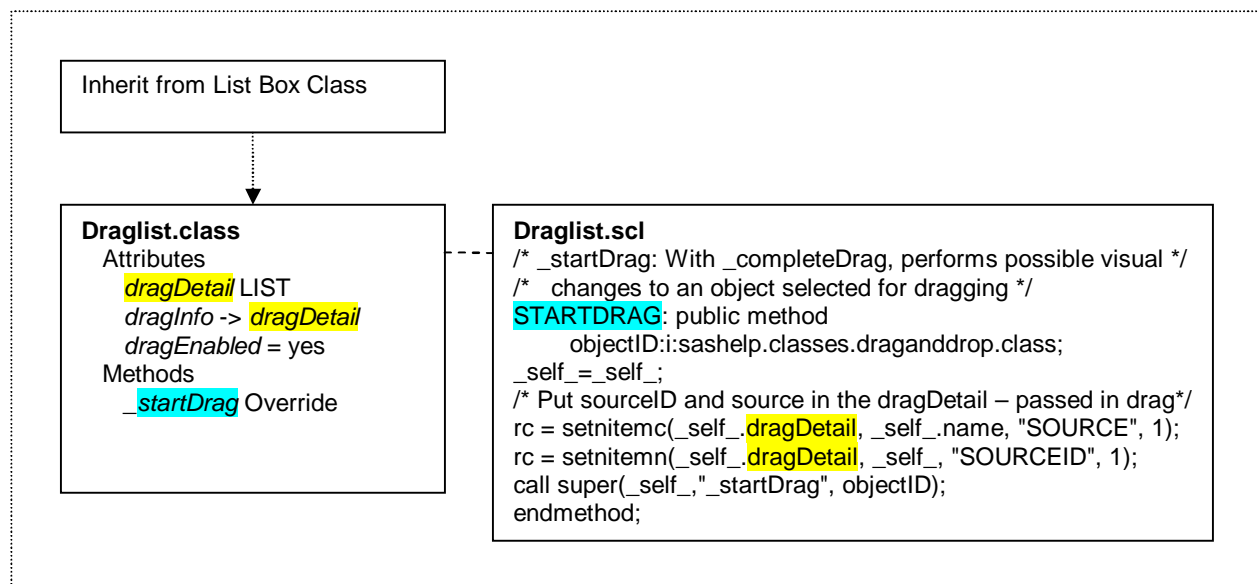 Inherit from List Box Class
Draglist.class
Attributes
dragDetail LIST
dragInfo -> dragDetail
dragEnabled = yes
Methods
_startDrag Override
Draglist.scl
/* _startDrag: With _completeDrag, performs possible visual */
/* changes to an object selected for dragging */
STARTDRAG: public method
objectID:i:sashelp.classes.draganddrop.class;
_self_=_self_;
/* Put sourceID and source in the dragDetail – passed in drag*/
rc = setnitemc(_self_.dragDetail, _self_.name, "SOURCE", 1);
rc = setnitemn(_self_.dragDetail, _self_, "SOURCEID", 1);
call super(_self_,"_startDrag", objectID);
endmethod;